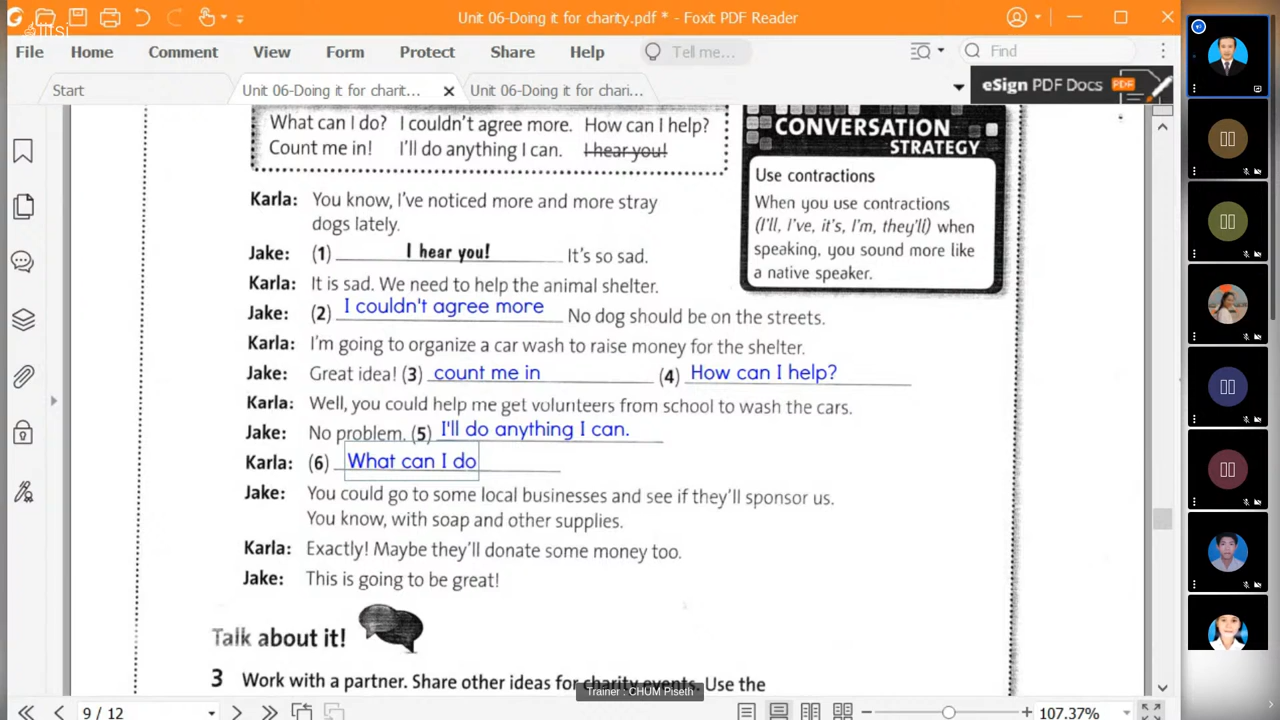 Unit 06-Doing it for charity.pdf * - Foxit PDF Reader
File Home Comment View Form Protect Share Help Tell me... Find
Start Unit 06-Doing it for charit... Unit 06-Doing it for chari... eSign PDF Docs PDF
What can I do? I couldn't agree more. How can I help?
Count me in! I'll do anything I can. I hear you!
CONVERSATION
STRATEGY
Use contractions
When you use contractions
(I'll, I've, it's, I'm, they'll) when
speaking, you sound more like
a native speaker.
Karla: You know, I've noticed more and more stray
dogs lately.
Jake: (1) I hear you! It's so sad.
Karla: It is sad. We need to help the animal shelter.
Jake: (2) I couldn't agree more No dog should be on the streets.
Karla: I'm going to organize a car wash to raise money for the shelter.
Jake: Great idea! (3) count me in (4) How can I help?
Karla: Well, you could help me get volunteers from school to wash the cars.
Jake: No problem. (5) I'll do anything I can.
Karla: (6) What can I do
Jake: You could go to some local businesses and see if they'll sponsor us.
You know, with soap and other supplies.
Karla: Exactly! Maybe they'll donate some money too.
Jake: This is going to be great!
Talk about it!
3 Work with a partner. Share other ideas for charity events. Use the
Trainer : CHUM Piseth
9 / 12 107.37%